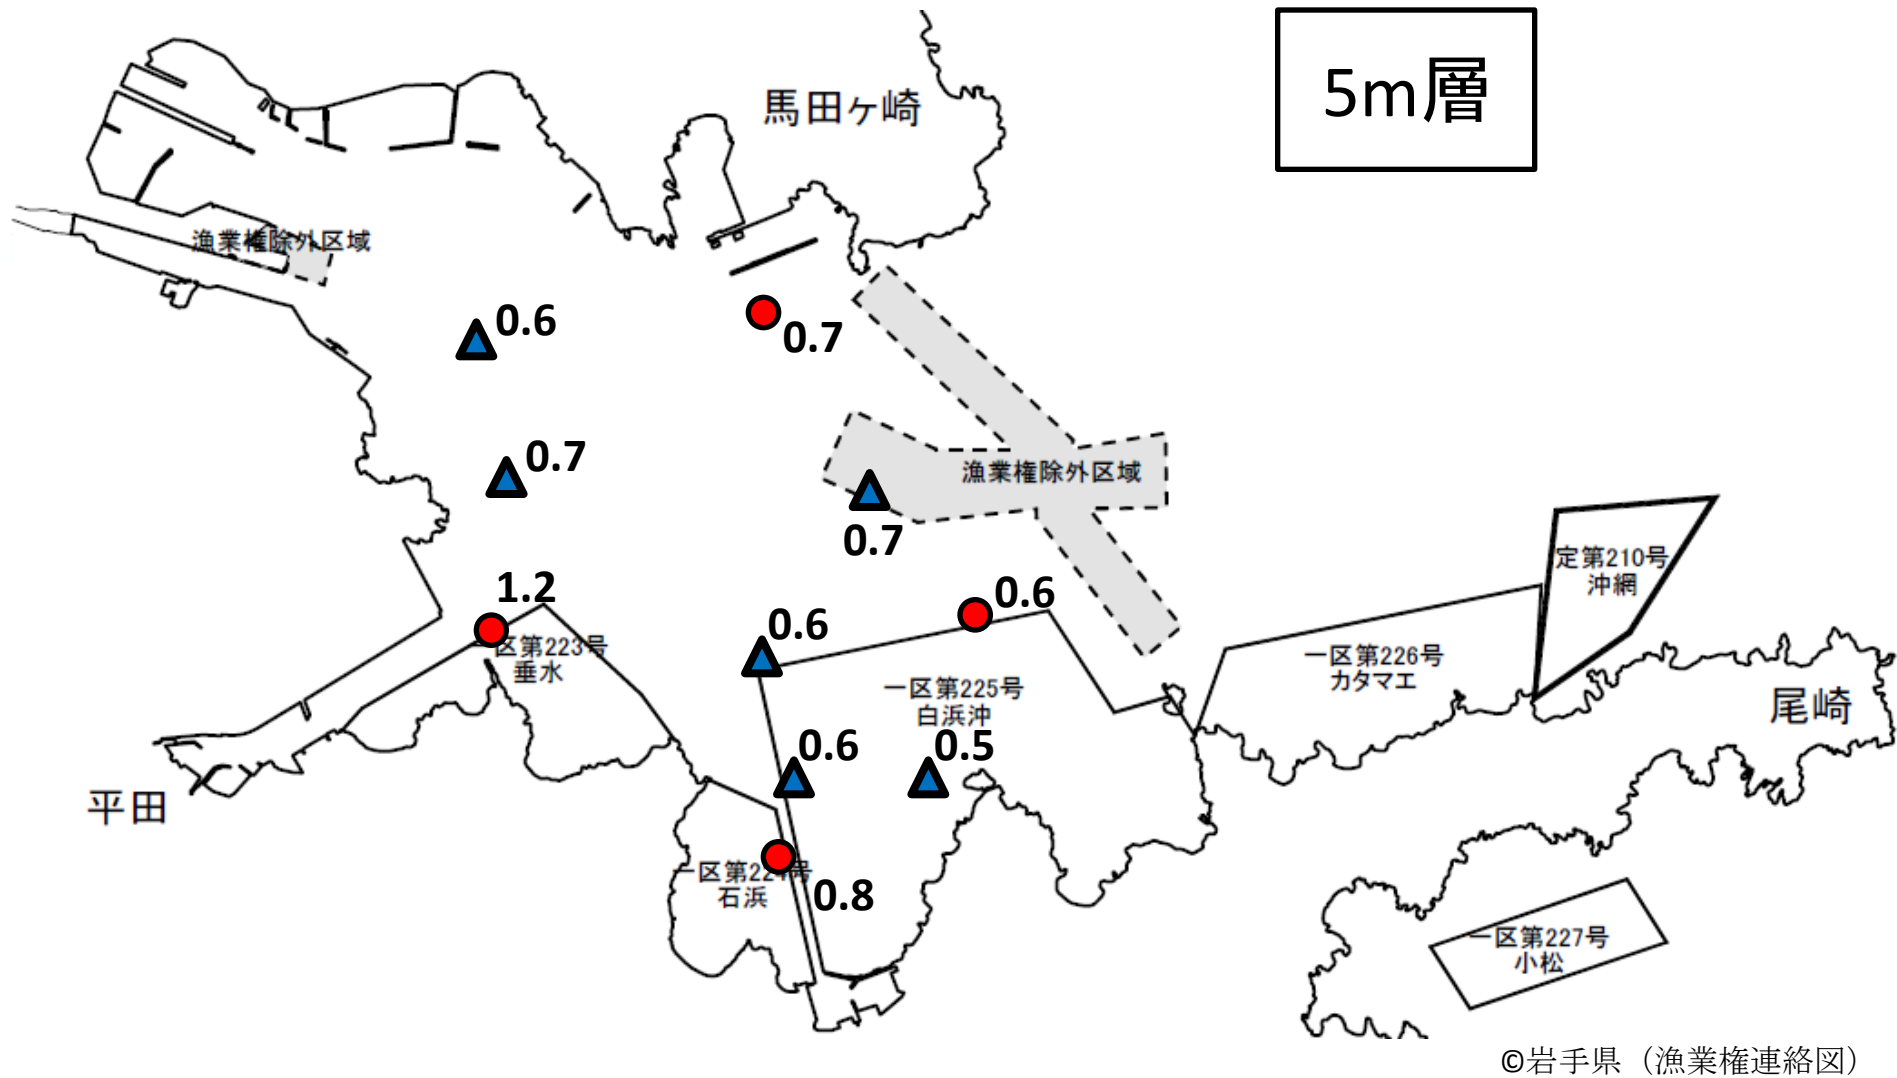 5m層
馬田ヶ崎
漁業権除外区域
0.6
0.7
0.7
漁業権除外区域
0.7
定第210号
沖網
1.2
0.6
0.6
一区第223号
垂水
一区第226号
カタマエ
一区第225号
白浜沖
尾崎
0.6
0.5
平田
一区第224号
石浜
0.8
一区第227号
小松
©岩手県（漁業権連絡図）